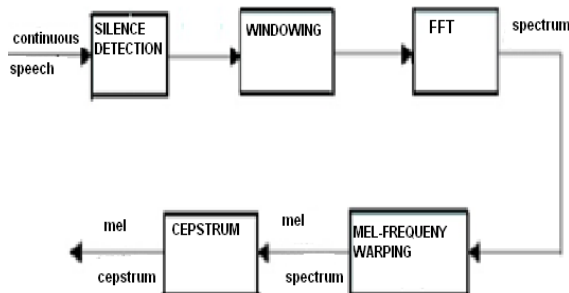 continuous
speech
SILENCE
DETECTION
WINDOWING
FFT
spectrum
MEL-FREQUENY
WARPING
mel
spectrum
CEPSTRUM
mel
cepstrum